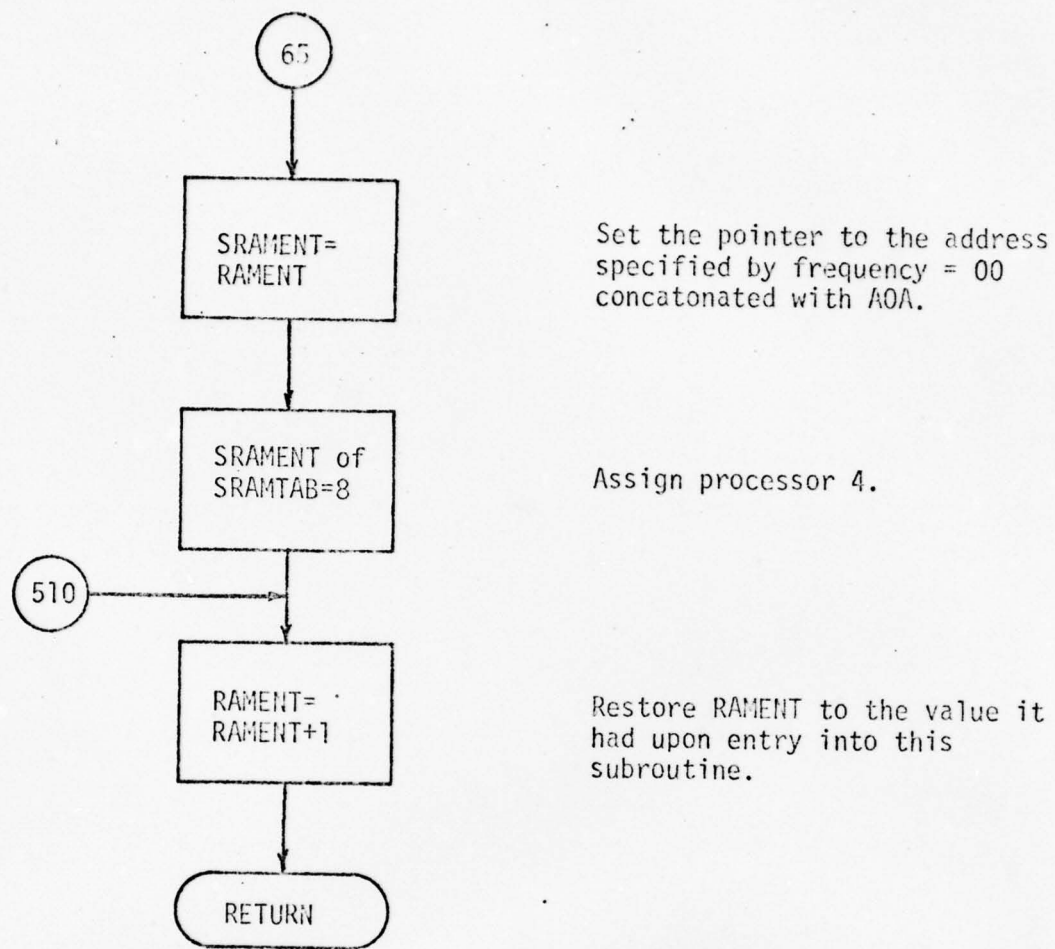 65
SRAMENT=
RAMENT
Set the pointer to the address
specified by frequency = 00
concatonated with AOA.
SRAMENT of
SRAMTAB=8
Assign processor 4.
510
RAMENT=
RAMENT+1
Restore RAMENT to the value it
had upon entry into this
subroutine.
RETURN